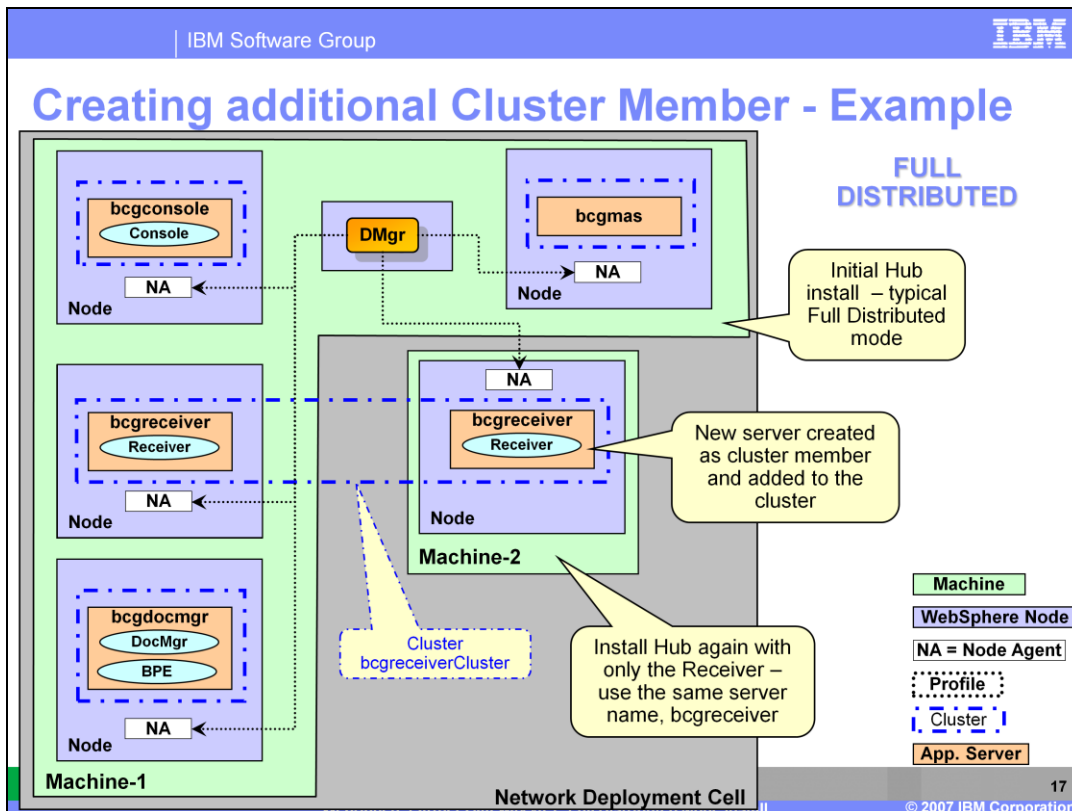 IBM Software Group
IBM
Creating additional Cluster Member - Example
FULL
DISTRIBUTED
bcgconsole
Console
NA
Node
DMgr
bcgmas
NA
Node
Initial Hub
install – typical
Full Distributed
mode
bcgreceiver
Receiver
NA
Node
NA
bcgreceiver
Receiver
Node
Machine-2
New server created
as cluster member
and added to the
cluster
bcgdocmgr
DocMgr
BPE
NA
Node
Machine-1
Cluster
bcgreceiverCluster
Install Hub again with
only the Receiver –
use the same server
name, bcgreceiver
Machine
WebSphere Node
NA = Node Agent
Profile
Cluster
App. Server
Network Deployment Cell
17
© 2007 IBM Corporation